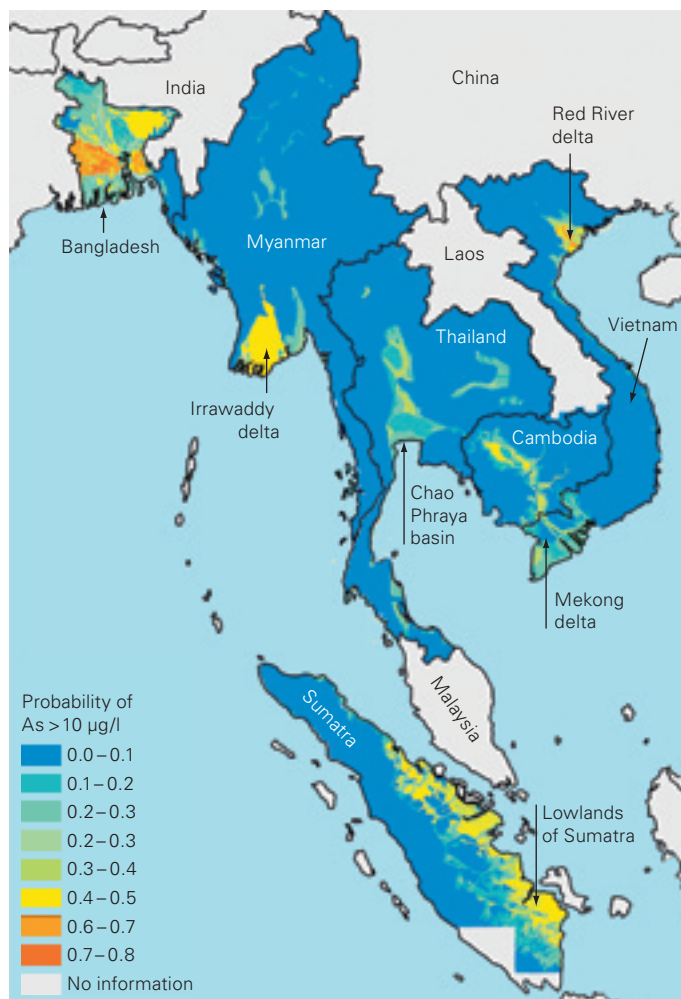 India
China
Red River
delta
Bangladesh
Myanmar
Laos
Vietnam
Thailand
Irrawaddy
delta
Cambodia
Chao
Phraya
basin
Mekong
delta
Malaysia
Sumatra
Lowlands
of Sumatra
Probability of
As >10 µg/l
0.0–0.1
0.1–0.2
0.2–0.3
0.2–0.3
0.3–0.4
0.4–0.5
0.6–0.7
0.7–0.8
No information